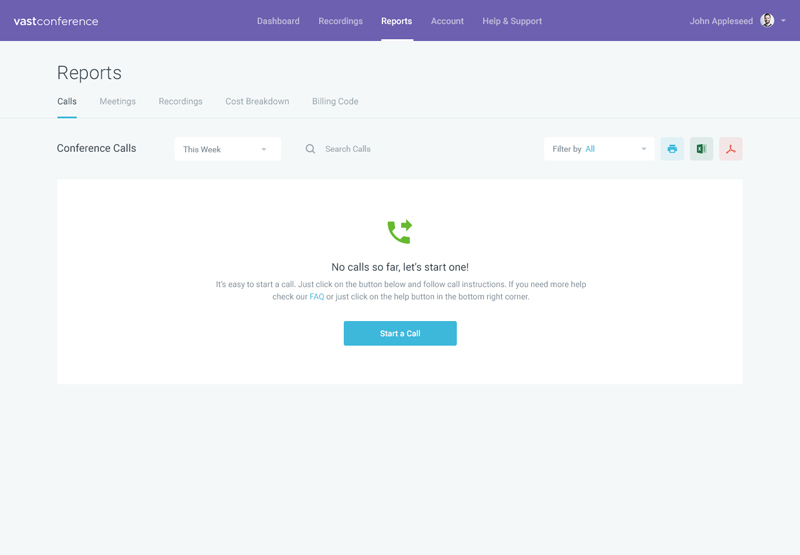 vastconference Dashboard Recordings Reports Account Help & Support John Appleseed
Reports
Calls Meetings Recordings Cost Breakdown Billing Code
Conference Calls This Week Search Calls Filter by All
No calls so far, let's start one!
It's easy to start a call. Just click on the button below and follow call instructions. If you need more help
check our FAQ or just click on the help button in the bottom right corner.
Start a Call